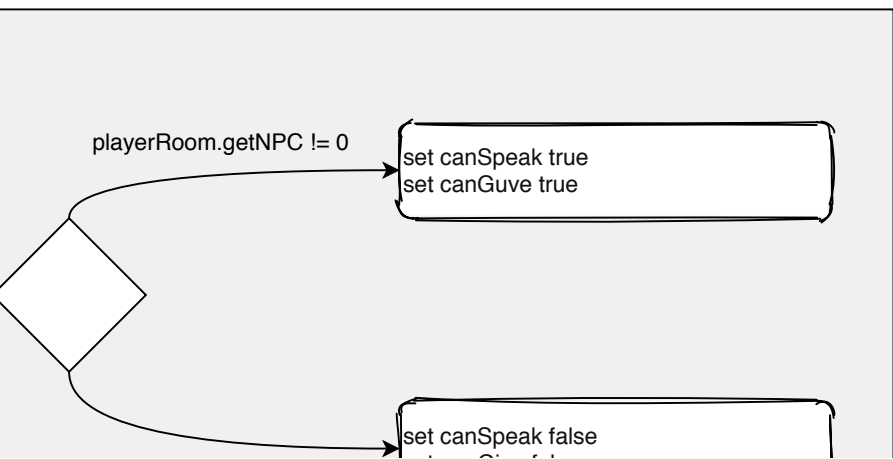 playerRoom.getNPC != 0
set canSpeak true
set canGuve true
set canSpeak false